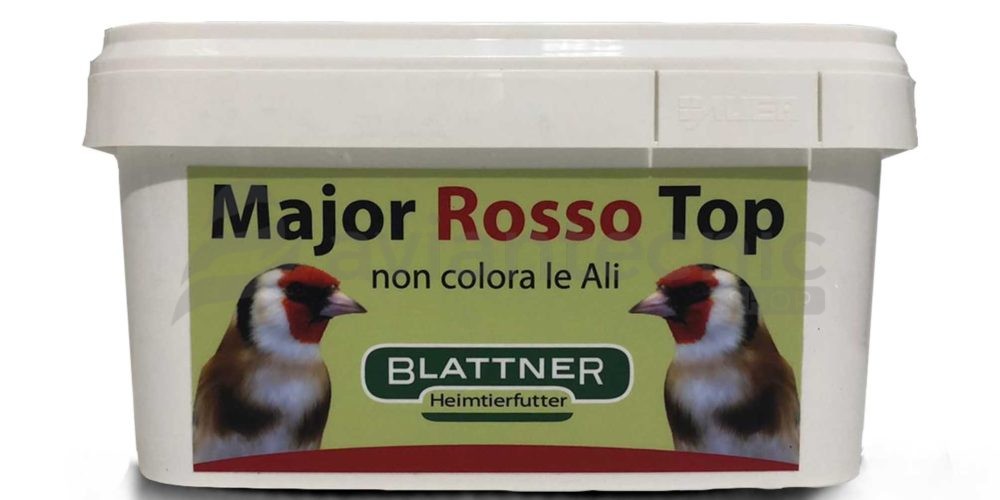 Major Rosso Top
non colora le Ali
BLATTNER
Heimtierfutter